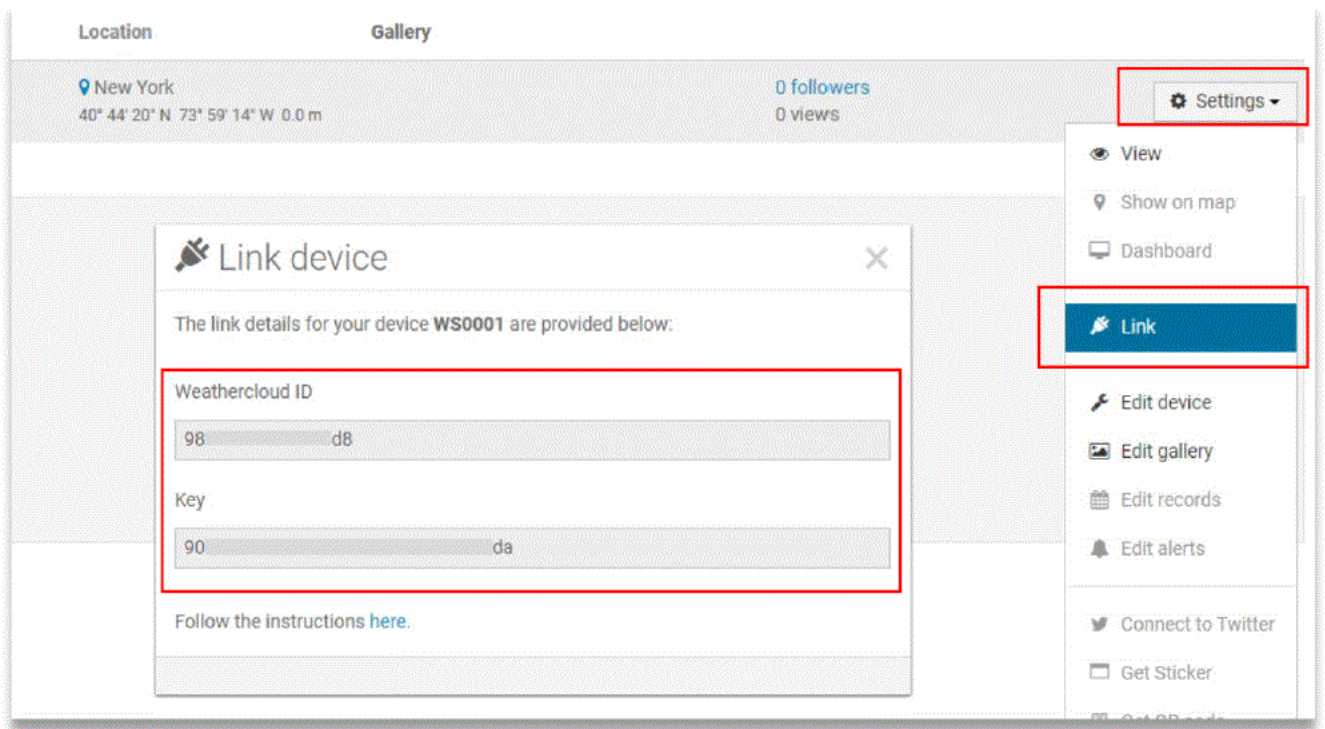 Location Gallery
New York
40° 44' 20" N 73° 59' 14" W 0.0 m
0 followers
0 views
Settings
View
Show on map
Dashboard
Link
Edit device
Edit gallery
Edit records
Edit alerts
Connect to Twitter
Get Sticker
Link device
The link details for your device WS0001 are provided below:
Weathercloud ID
98 d8
Key
90 da
Follow the instructions here.